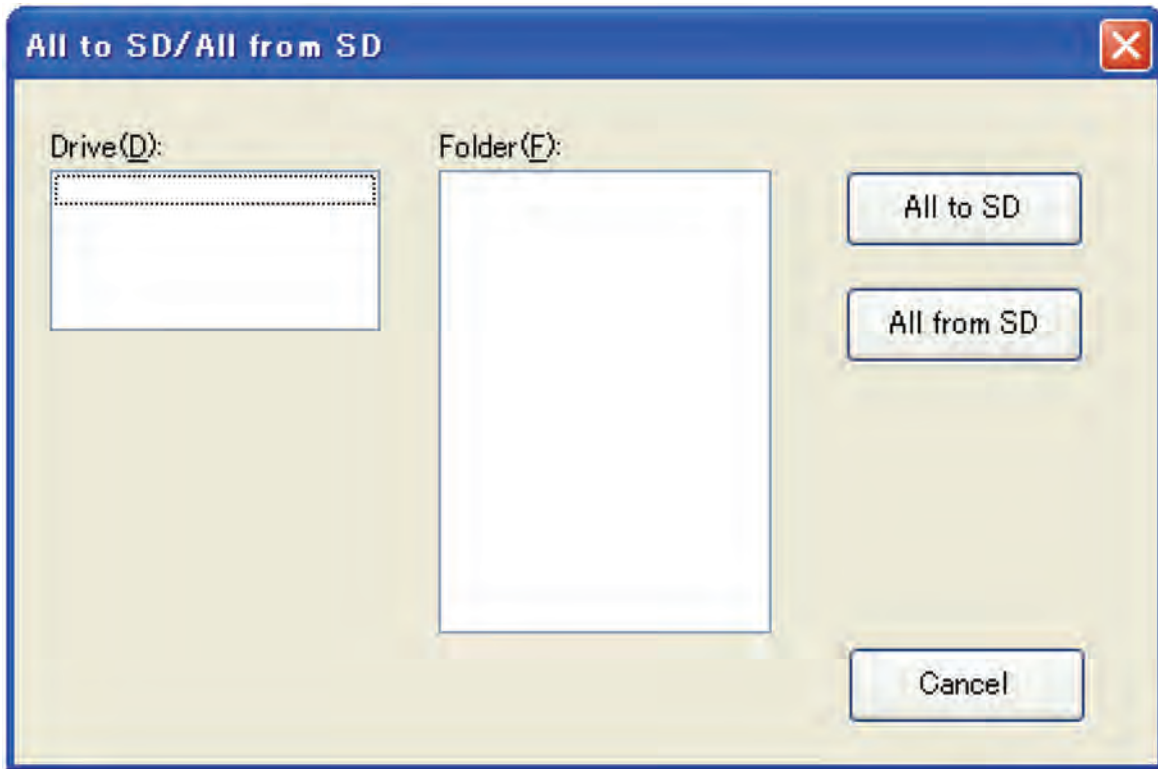 All to SD/All from SD
Drive(D):
Folder(F):
All to SD
All from SD
Cancel